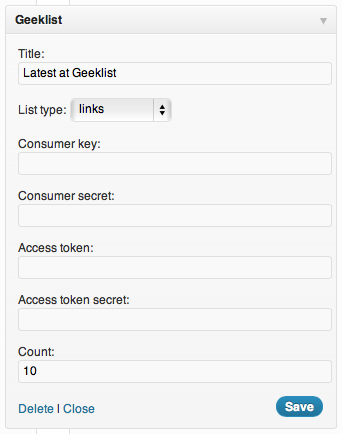 Geeklist
Title:
Latest at Geeklist
List type: links
Consumer key:
Consumer secret:
Access token:
Access token secret:
Count:
10
Delete | Close Save